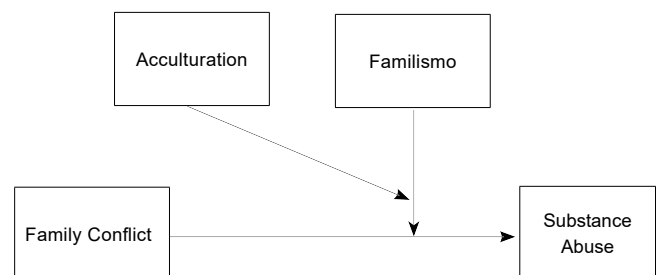 Acculturation
Familismo
Family Conflict
Substance
Abuse